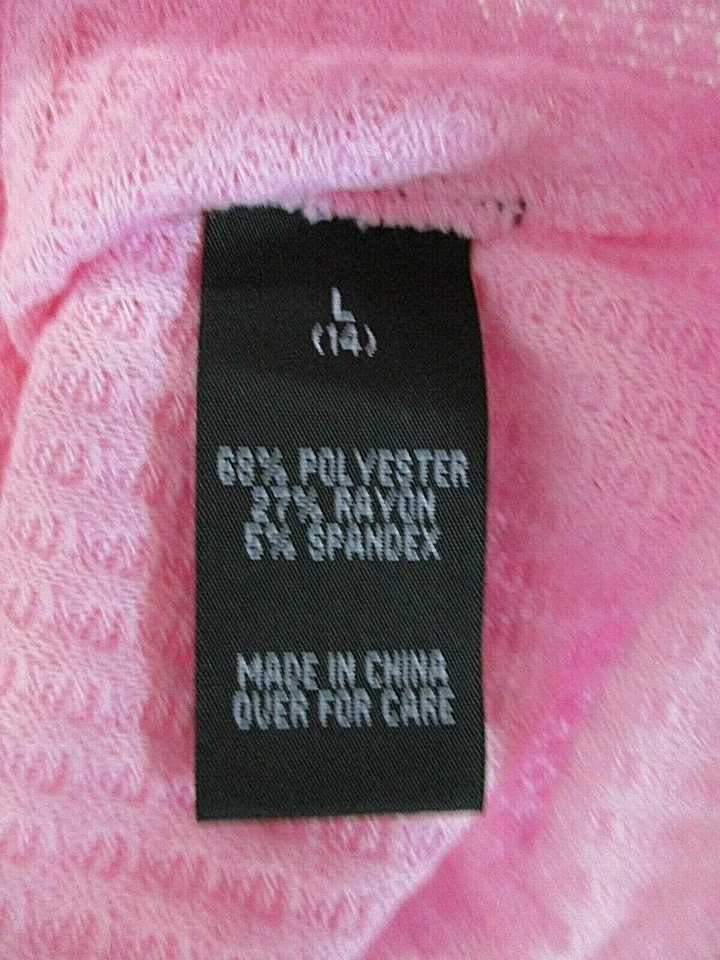 L
(14)
68% POLYESTER
27% RAYON
5% SPANDEX
MADE IN CHINA
OVER FOR CARE